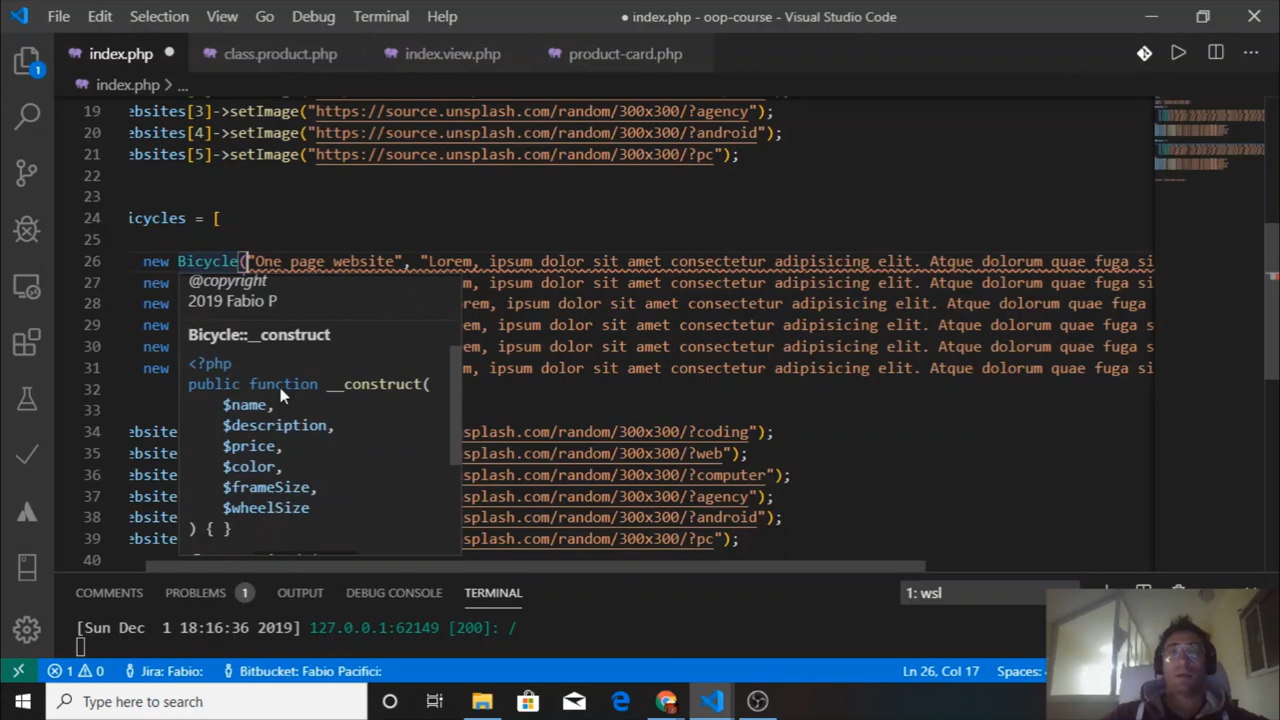 File Edit Selection View Go Debug Terminal Help ● index.php - oop-course - Visual Studio Code
index.php class.product.php index.view.php product-card.php
index.php > ...
1
19 ebsites[3]->setImage("https://source.unsplash.com/random/300x300/?agency");
20 ebsites[4]->setImage("https://source.unsplash.com/random/300x300/?android");
21 ebsites[5]->setImage("https://source.unsplash.com/random/300x300/?pc");
22
23
24 icycles = [
25
26 new Bicycle("One page website", "Lorem, ipsum dolor sit amet consectetur adipisicing elit. Atque dolorum quae fuga si
27 new em, ipsum dolor sit amet consectetur adipisicing elit. Atque dolorum quae fuga si
28 new rem, ipsum dolor sit amet consectetur adipisicing elit. Atque dolorum quae fuga
29 new orem, ipsum dolor sit amet consectetur adipisicing elit. Atque dolorum quae fuga
30 new em, ipsum dolor sit amet consectetur adipisicing elit. Atque dolorum quae fuga si
31 new em, ipsum dolor sit amet consectetur adipisicing elit. Atque dolorum quae fuga si
32
34 ebsite splash.com/random/300x300/?coding");
35 ebsite splash.com/random/300x300/?web");
36 ebsite splash.com/random/300x300/?computer");
37 ebsite splash.com/random/300x300/?agency");
38 ebsite splash.com/random/300x300/?android");
39 ebsite splash.com/random/300x300/?pc");
40
@copyright
2019 Fabio P
Bicycle::__construct
<?php
public function __construct(
$name,
$description,
$price,
$color,
$frameSize,
$wheelSize
) { }
COMMENTS PROBLEMS 1 OUTPUT DEBUG CONSOLE TERMINAL 1: wsl
[Sun Dec 1 18:16:36 2019] 127.0.0.1:62149 [200]: /
1 0 Jira: Fabio: Bitbucket: Fabio Pacifici: Ln 26, Col 17 Spaces:
Type here to search